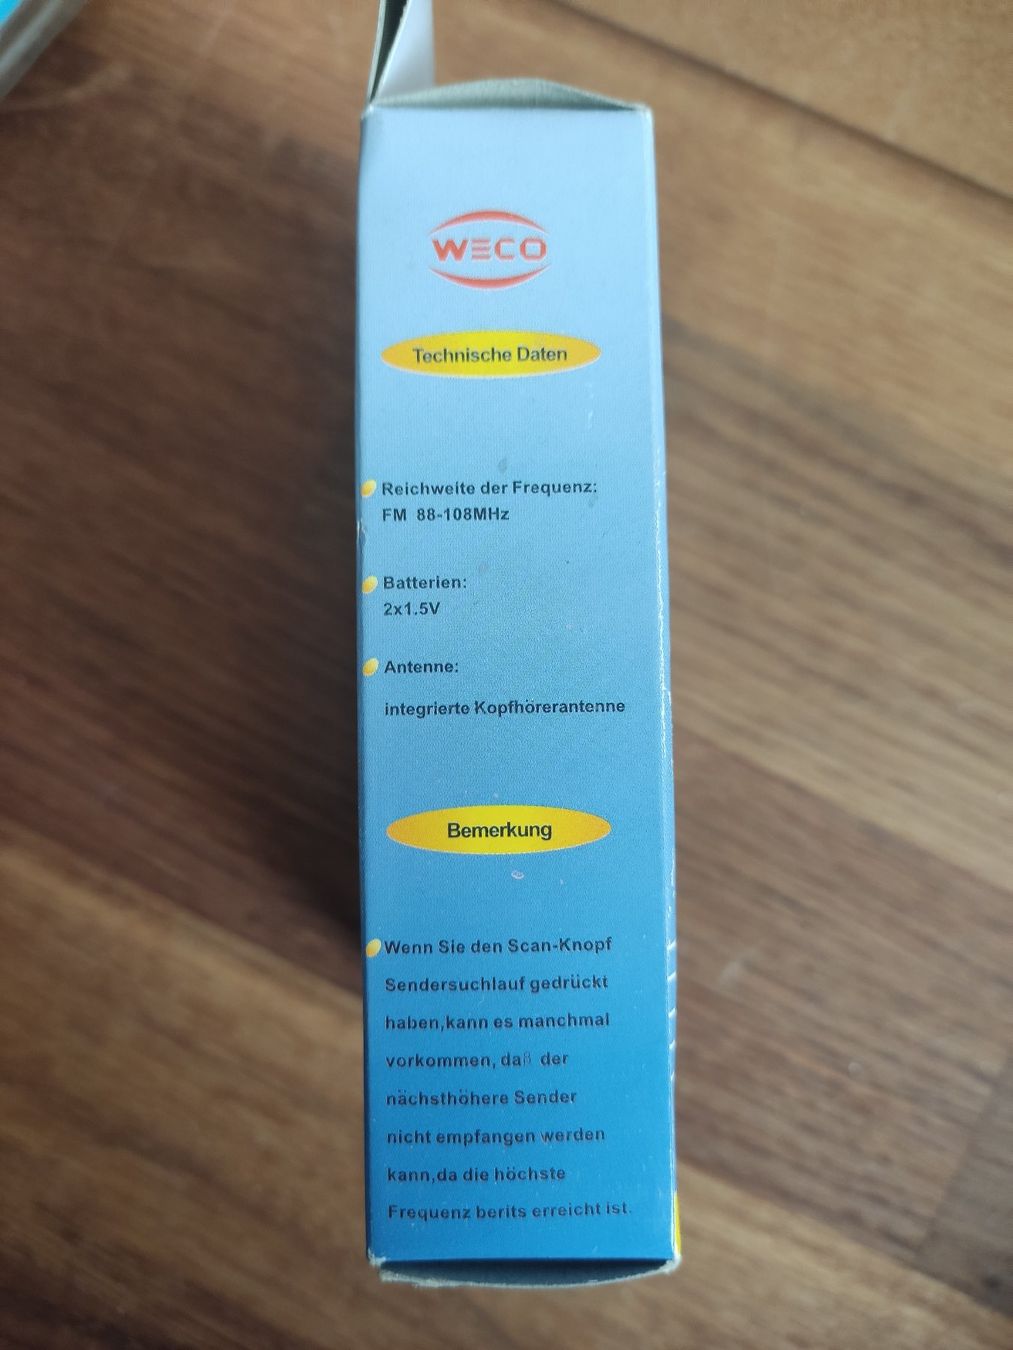 WECO
Technische Daten
Reichweite der Frequenz:
FM 88-108MHz
Batterien:
2x1.5V
Antenne:
integrierte Kopfhörerantenne
Bemerkung
Wenn Sie den Scan-Knopf
Sendersuchlauf gedrückt
haben,kann es manchmal
vorkommen, daß der
nächsthöhere Sender
nicht empfangen werden
kann,da die höchste
Frequenz berits erreicht ist.